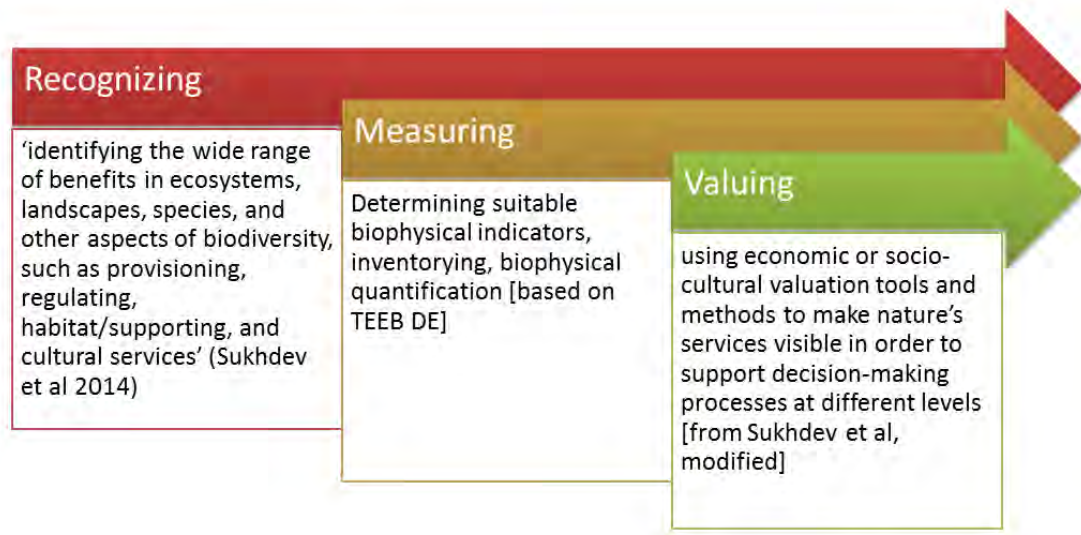 Recognizing
‘identifying the wide range
of benefits in ecosystems,
landscapes, species, and
other aspects of biodiversity,
such as provisioning,
regulating,
habitat/supporting, and
cultural services’ (Sukhdev
et al 2014)
Measuring
Determining suitable
biophysical indicators,
inventorying, biophysical
quantification [based on
TEEB DE]
Valuing
using economic or socio-
cultural valuation tools and
methods to make nature’s
services visible in order to
support decision-making
processes at different levels
[from Sukhdev et al,
modified]